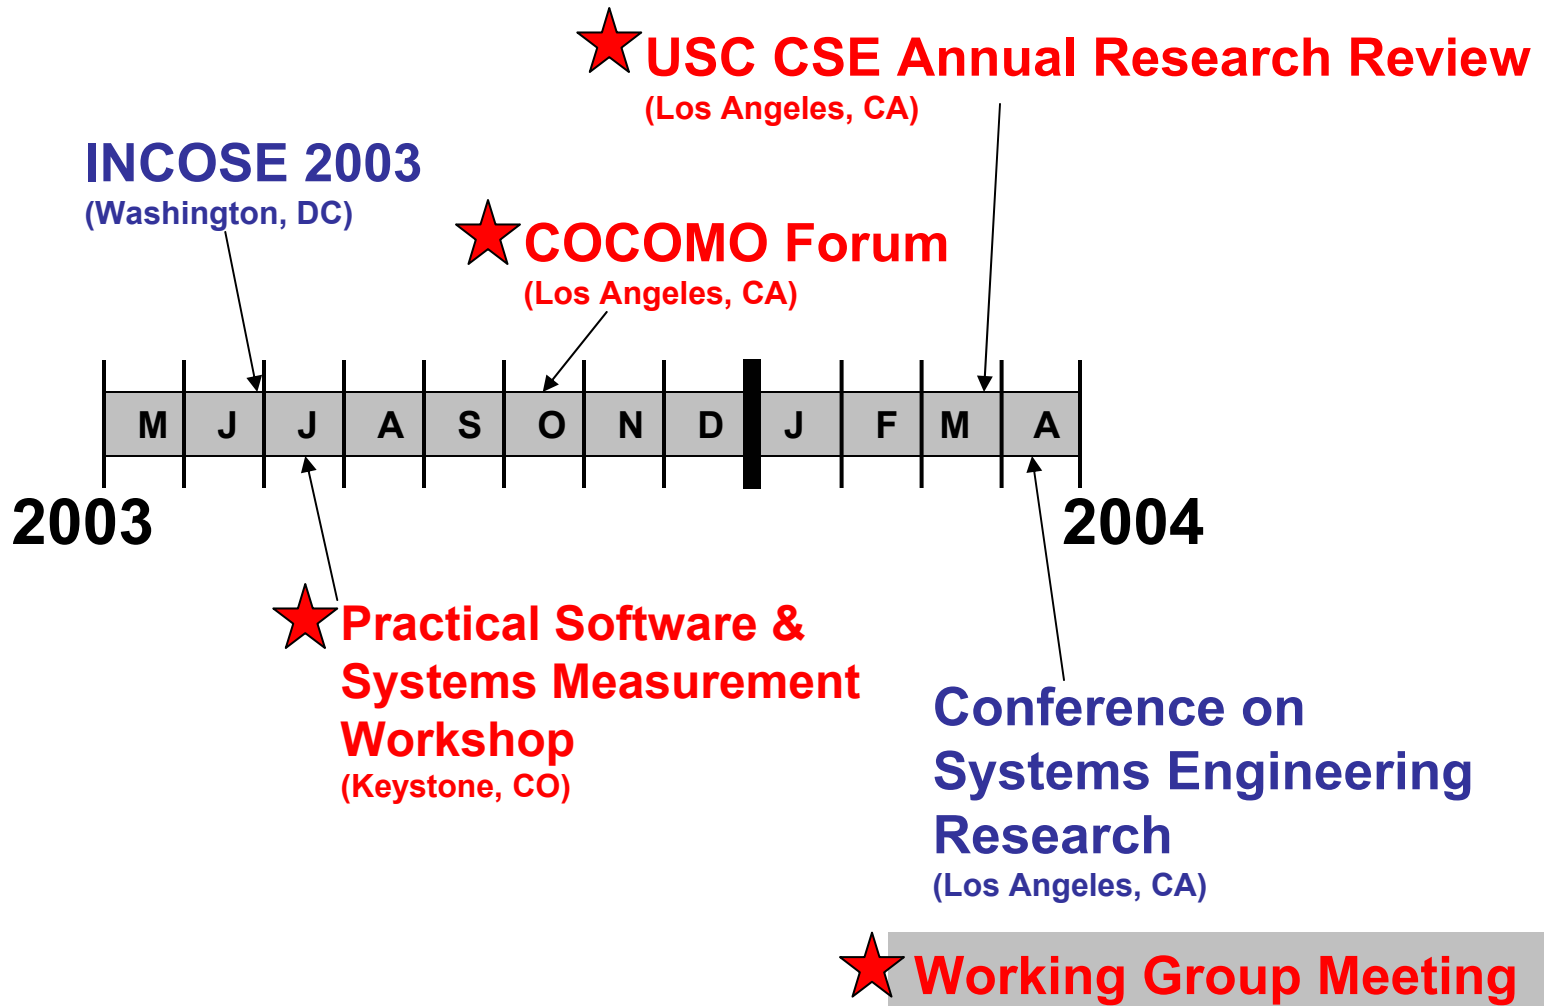 USC CSE Annual Research Review
(Los Angeles, CA)
INCOSE 2003
(Washington, DC)
COCOMO Forum
(Los Angeles, CA)
M J J A S O N D J F M A
2003
2004
Practical Software &
Systems Measurement
Workshop
(Keystone, CO)
Conference on
Systems Engineering
Research
(Los Angeles, CA)
Working Group Meeting